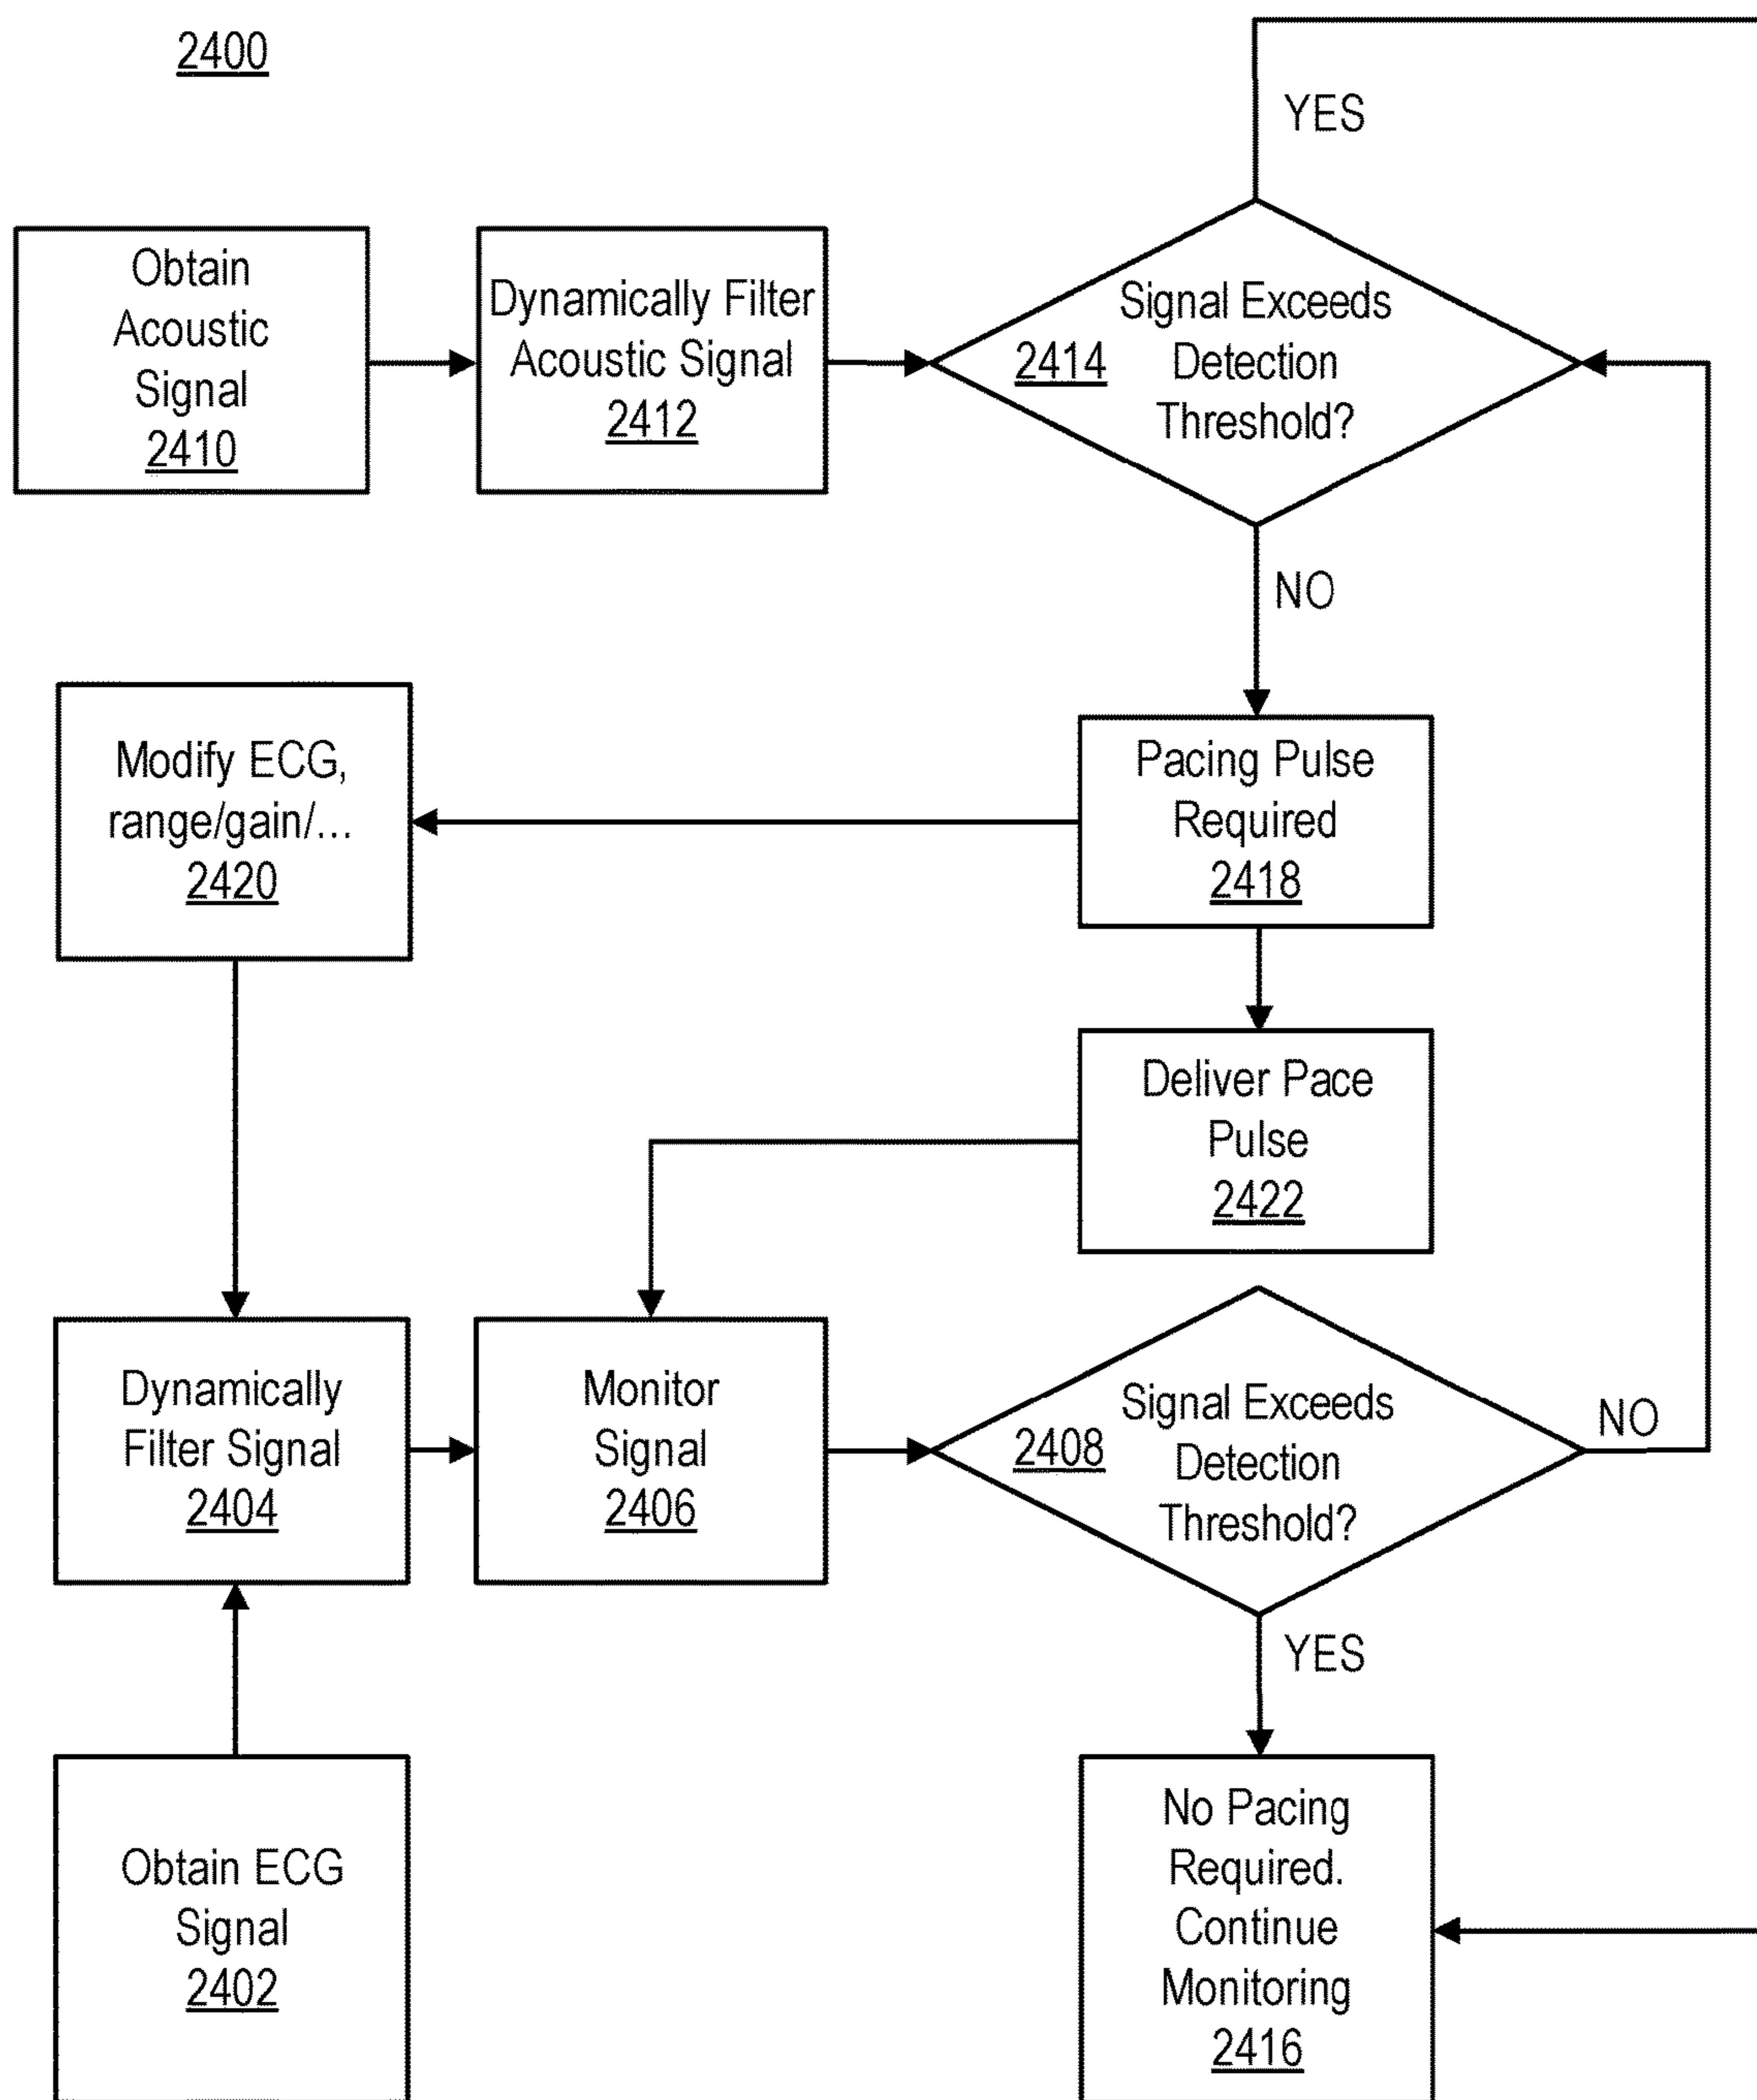 2400
YES
Obtain
Acoustic
Signal
2410
Dynamically Filter
Acoustic Signal
2412
Signal Exceeds
2414
Detection
Threshold?
NO
Modify ECG,
range/gain/...
2420
Pacing Pulse
Required
2418
Deliver Pace
Pulse
2422
Dynamically
Filter Signal
2404
Monitor
Signal
2406
Signal Exceeds
2408
Detection
Threshold?
NO
YES
Obtain ECG
Signal
2402
No Pacing
Required.
Continue
Monitoring
2416